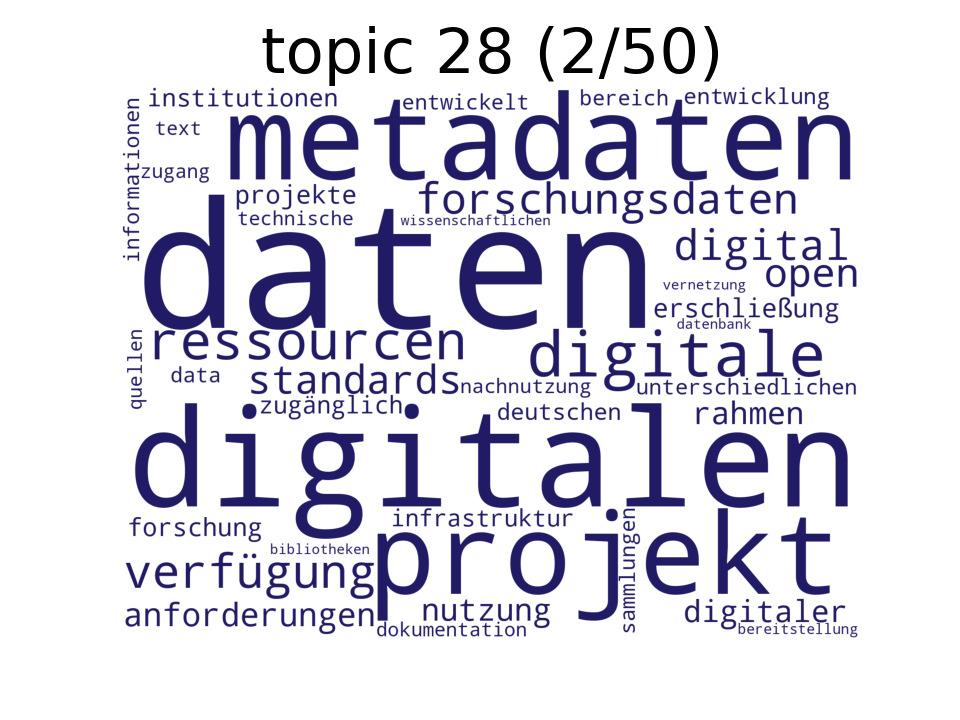 topic 28 (2/50)
institutionen
entwickelt
bereich
entwicklung
informationen
text
metadaten
zugang
projekte
forschungsdaten
technische
wissenschaftlichen
daten
digital
open
vernetzung
erschließung
datenbank
quellen
ressourcen
digitale
data
standards
nachnutzung
unterschiedlichen
zugänglich
deutschen
rahmen
digitalen
forschung
infrastruktur
sammlungen
bibliotheken
projekt
verfügung
anforderungen
nutzung
digitaler
dokumentation
bereitstellung